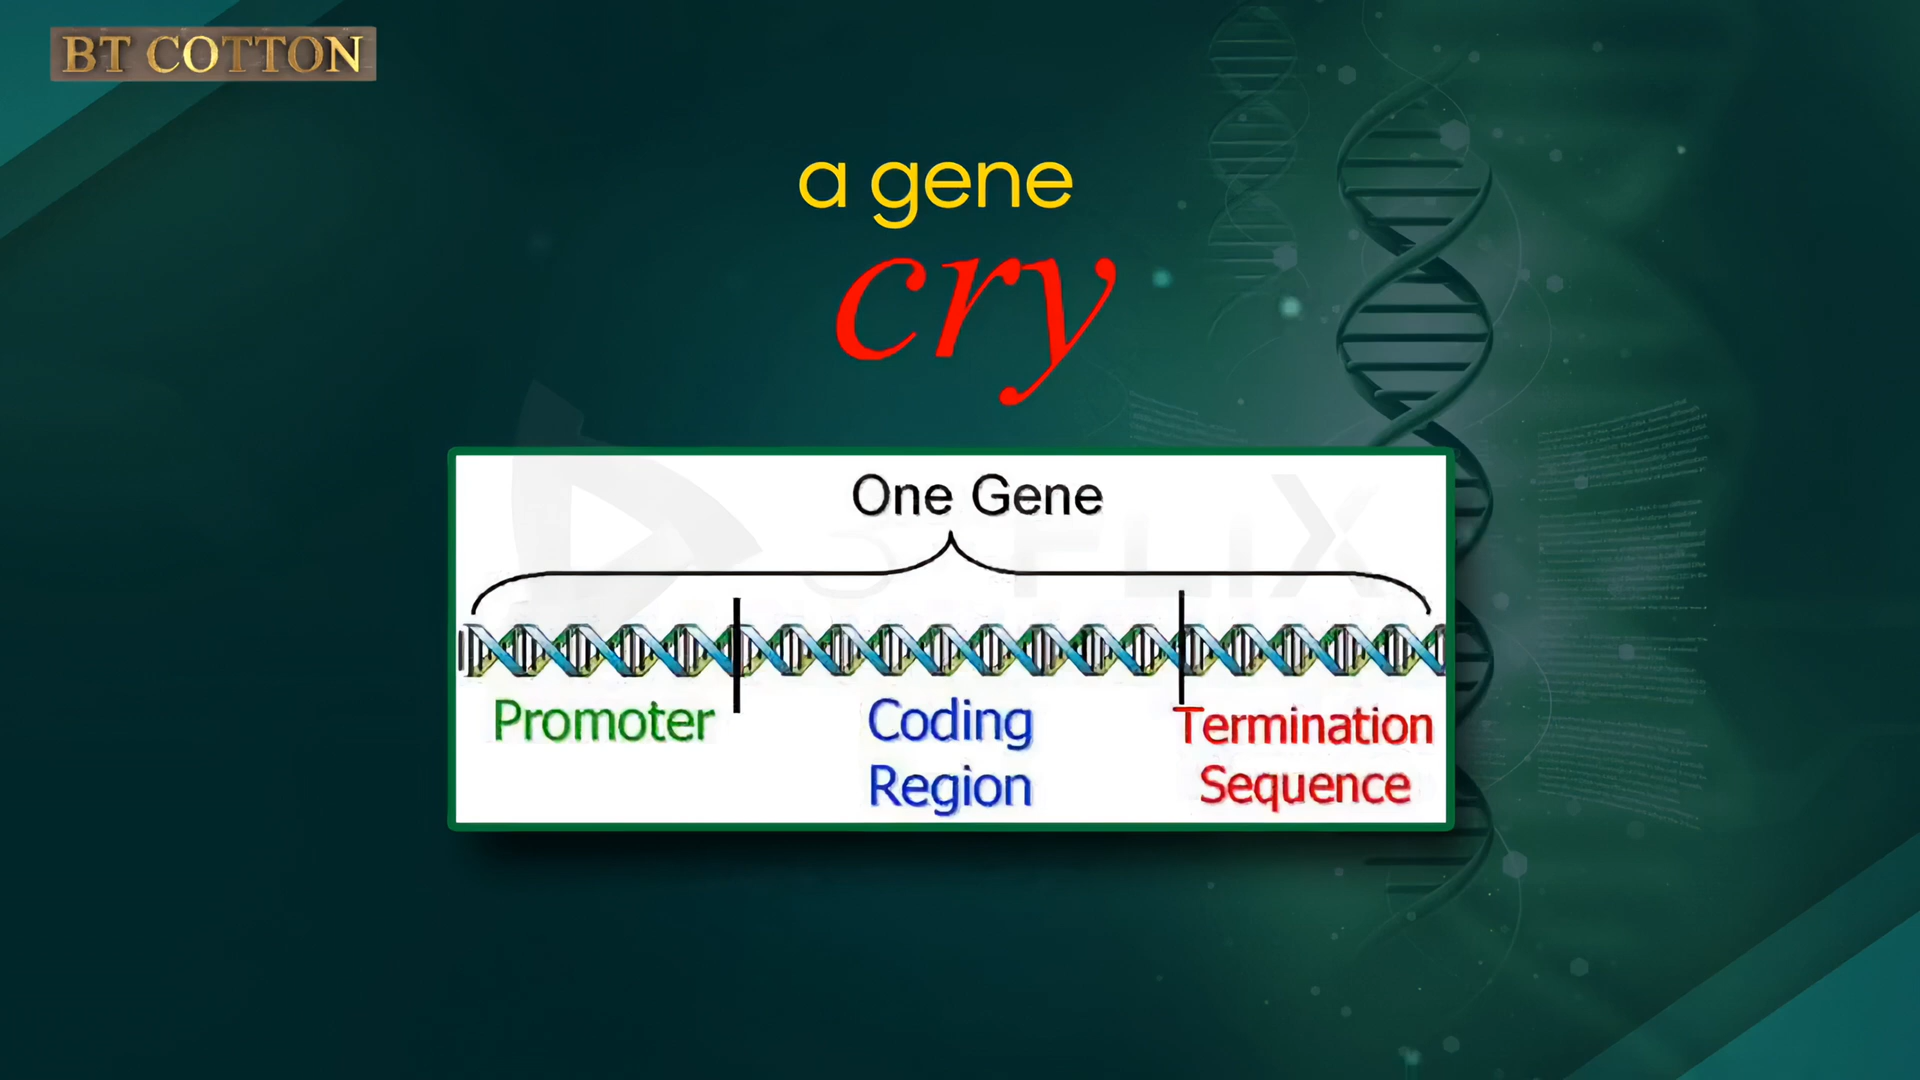 BT COTTON
a gene
cry
One Gene
Promoter
Coding
Region
Termination
Sequence